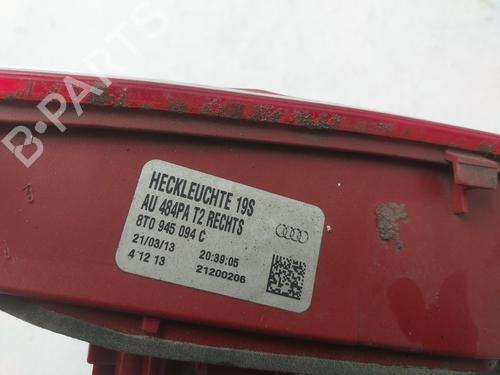 B-PARTS
HECKLEUCHTE 19S
AU 484PA T2 RECHTS
8T0 945 094 C
21/03/13 20:39:05
4 12 13 21200206